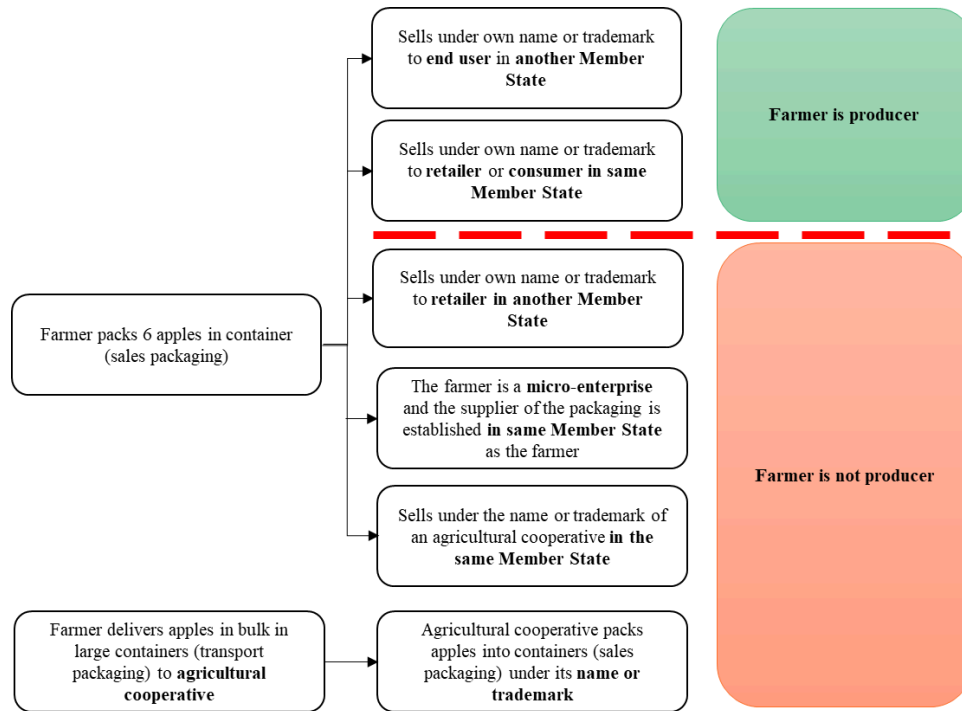 Sells under own name or trademark
to end user in another Member
State
Farmer is producer
Sells under own name or trademark
to retailer or consumer in same
Member State
Sells under own name or trademark
to retailer in another Member
State
Farmer packs 6 apples in container
(sales packaging)
The farmer is a micro-enterprise
and the supplier of the packaging is
established in same Member State
as the farmer
Farmer is not producer
Sells under the name or trademark of
an agricultural cooperative in the
same Member State
Farmer delivers apples in bulk in
large containers (transport
packaging) to agricultural
cooperative
Agricultural cooperative packs
apples into containers (sales
packaging) under its name or
trademark